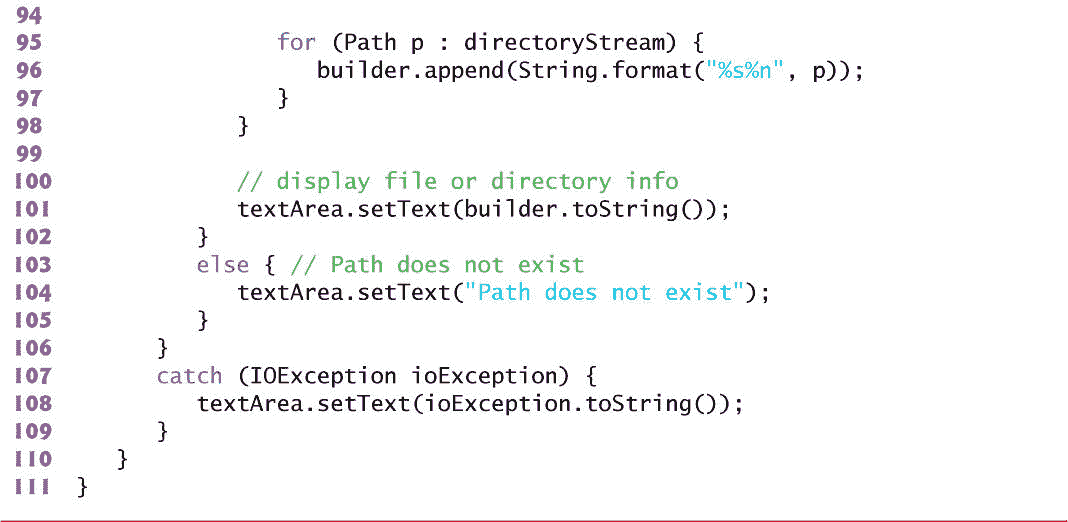 94
95 for (Path p : directoryStream) {
96 builder.append(String.format("%s%n", p));
97 }
98 }
99
100 // display file or directory info
101 textArea.setText(builder.toString());
102 }
103 else { // Path does not exist
104 textArea.setText("Path does not exist");
105 }
106 }
107 catch (IOException ioException) {
108 textArea.setText(ioException.toString());
109 }
110 }
111 }